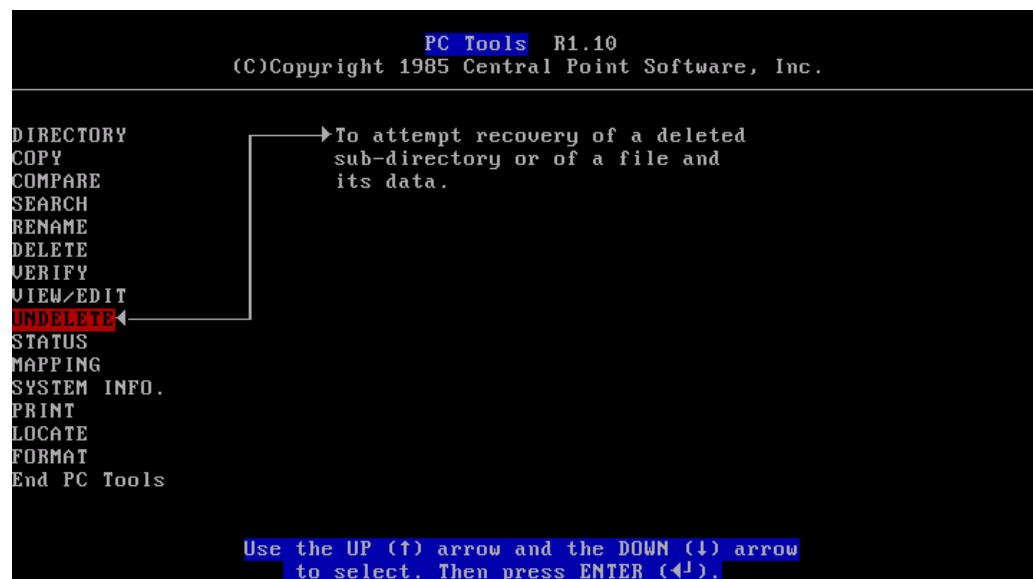 PC Tools R1.10
(C)Copyright 1985 Central Point Software, Inc.
DIRECTORY
COPY
COMPARE
SEARCH
RENAME
DELETE
VERIFY
VIEW/EDIT
UNDELETE
STATUS
MAPPING
SYSTEM INFO.
PRINT
LOCATE
FORMAT
End PC Tools
To attempt recovery of a deleted
sub-directory or of a file and
its data.
Use the UP (↑) arrow and the DOWN (↓) arrow
to select. Then press ENTER (◄┘).